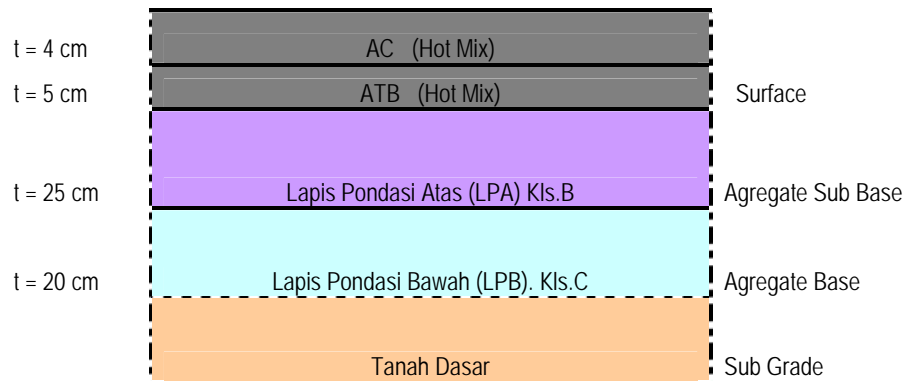 t = 4 cm AC (Hot Mix)
t = 5 cm ATB (Hot Mix) Surface
t = 25 cm Lapis Pondasi Atas (LPA) Kls.B Agregate Sub Base
t = 20 cm Lapis Pondasi Bawah (LPB). Kls.C Agregate Base
Tanah Dasar Sub Grade